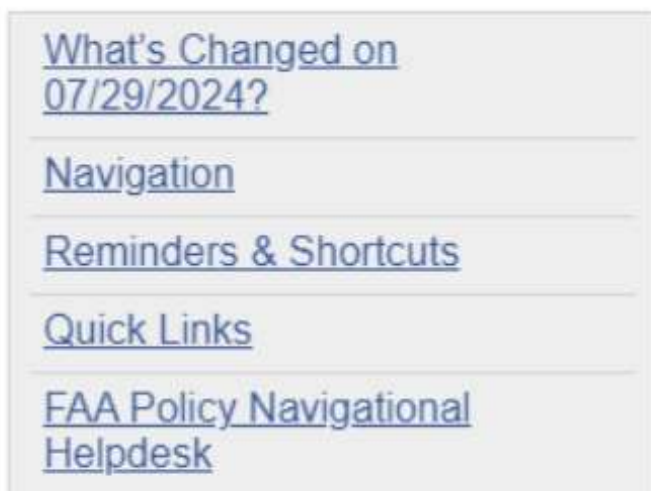 What's Changed on
07/29/2024?
Navigation
Reminders & Shortcuts
Quick Links
FAA Policy Navigational
Helpdesk